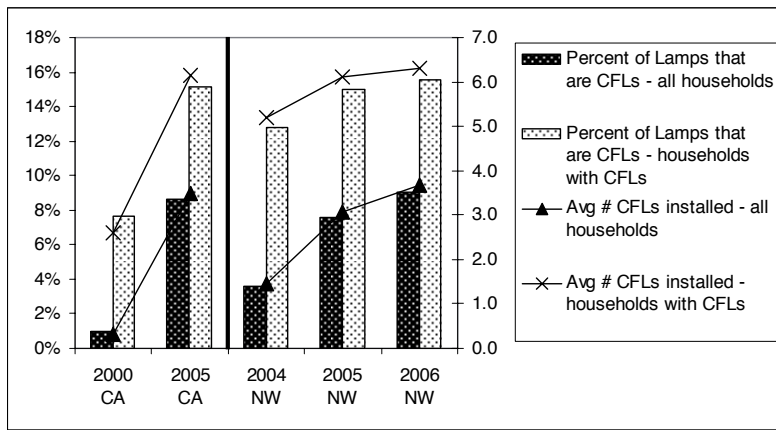 18%
16%
14%
12%
10%
8%
6%
4%
2%
0%
7.0
6.0
5.0
4.0
3.0
2.0
1.0
0.0
2000 2005 2004 2005 2006
CA CA NW NW NW
Percent of Lamps that
are CFLs - all households
Percent of Lamps that
are CFLs - households
with CFLs
Avg # CFLs installed - all
households
Avg # CFLs installed -
households with CFLs